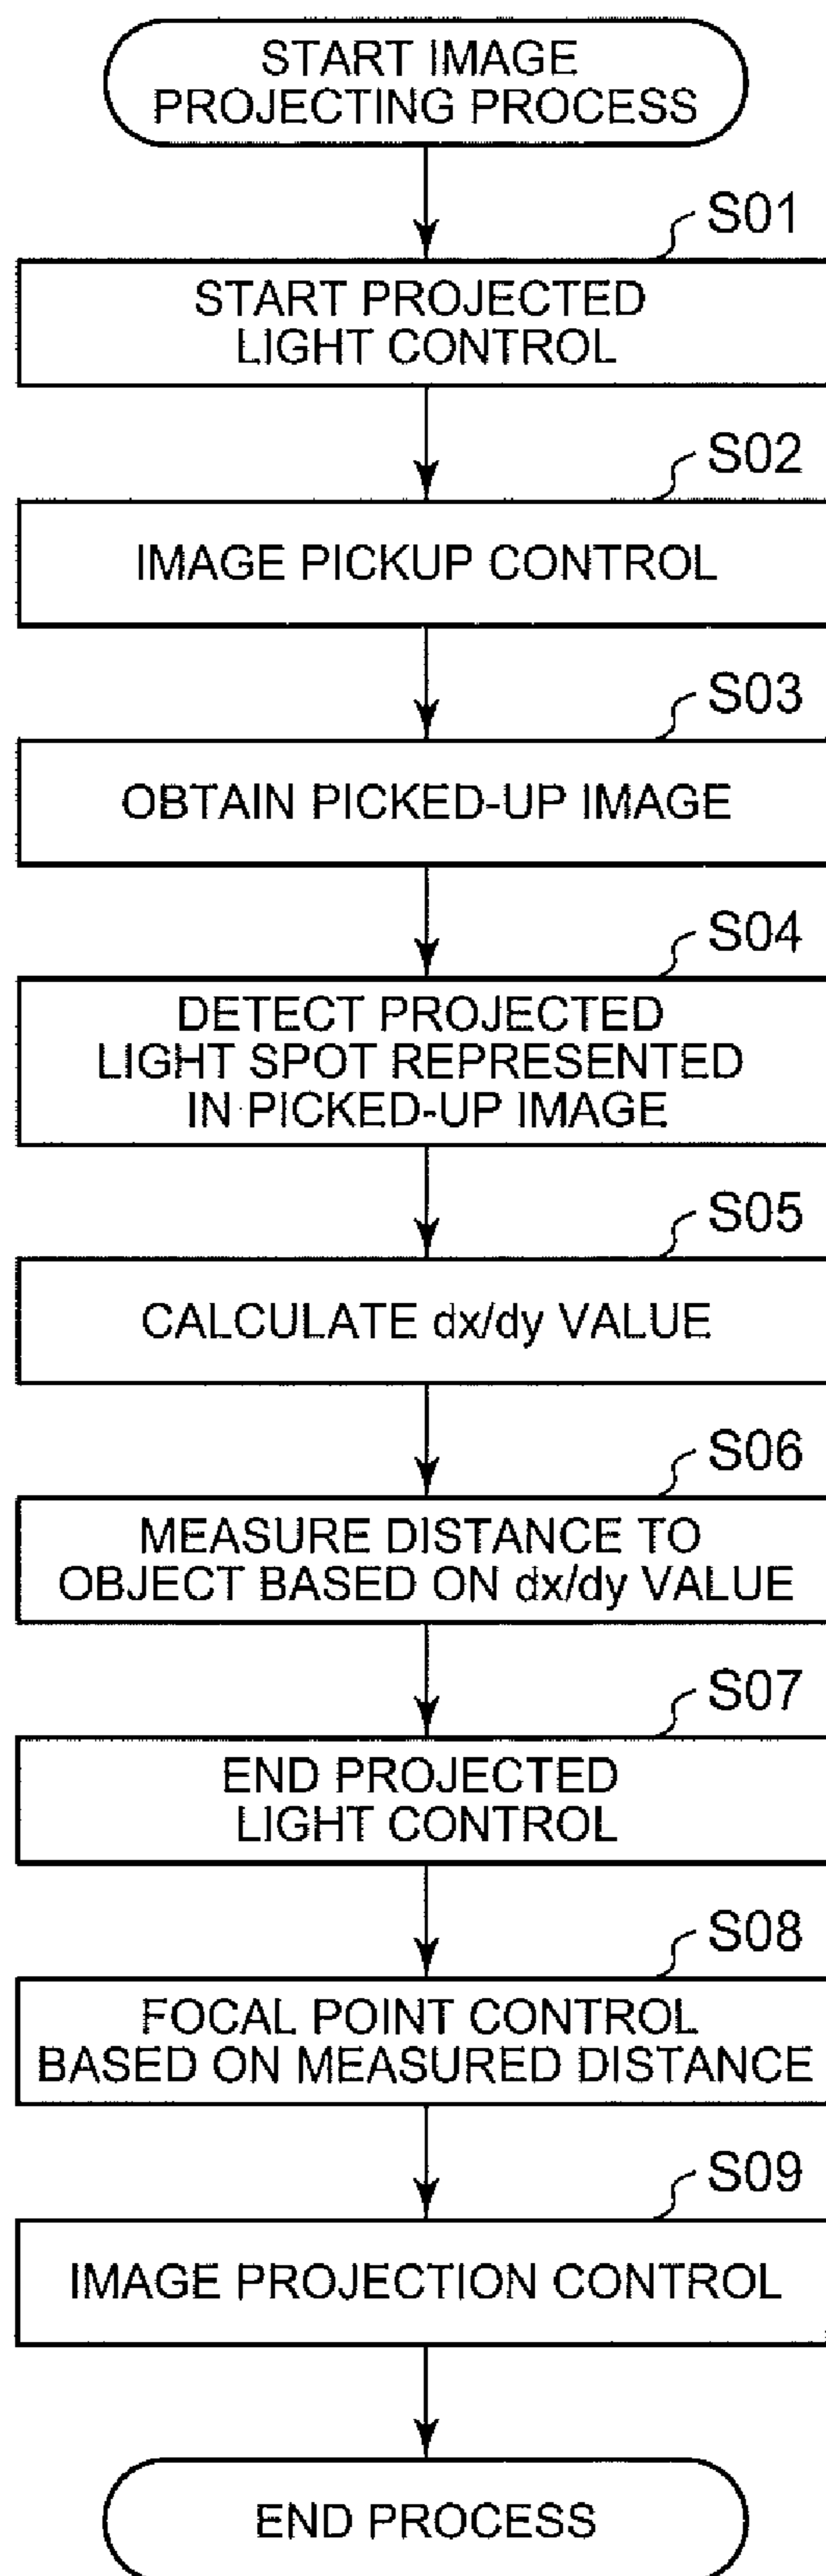 START IMAGE
PROJECTING PROCESS
S01
START PROJECTED
LIGHT CONTROL
S02
IMAGE PICKUP CONTROL
S03
OBTAIN PICKED-UP IMAGE
S04
DETECT PROJECTED
LIGHT SPOT REPRESENTED
IN PICKED-UP IMAGE
S05
CALCULATE dx/dy VALUE
S06
MEASURE DISTANCE TO
OBJECT BASED ON dx/dy VALUE
S07
END PROJECTED
LIGHT CONTROL
S08
FOCAL POINT CONTROL
BASED ON MEASURED DISTANCE
S09
IMAGE PROJECTION CONTROL
END PROCESS